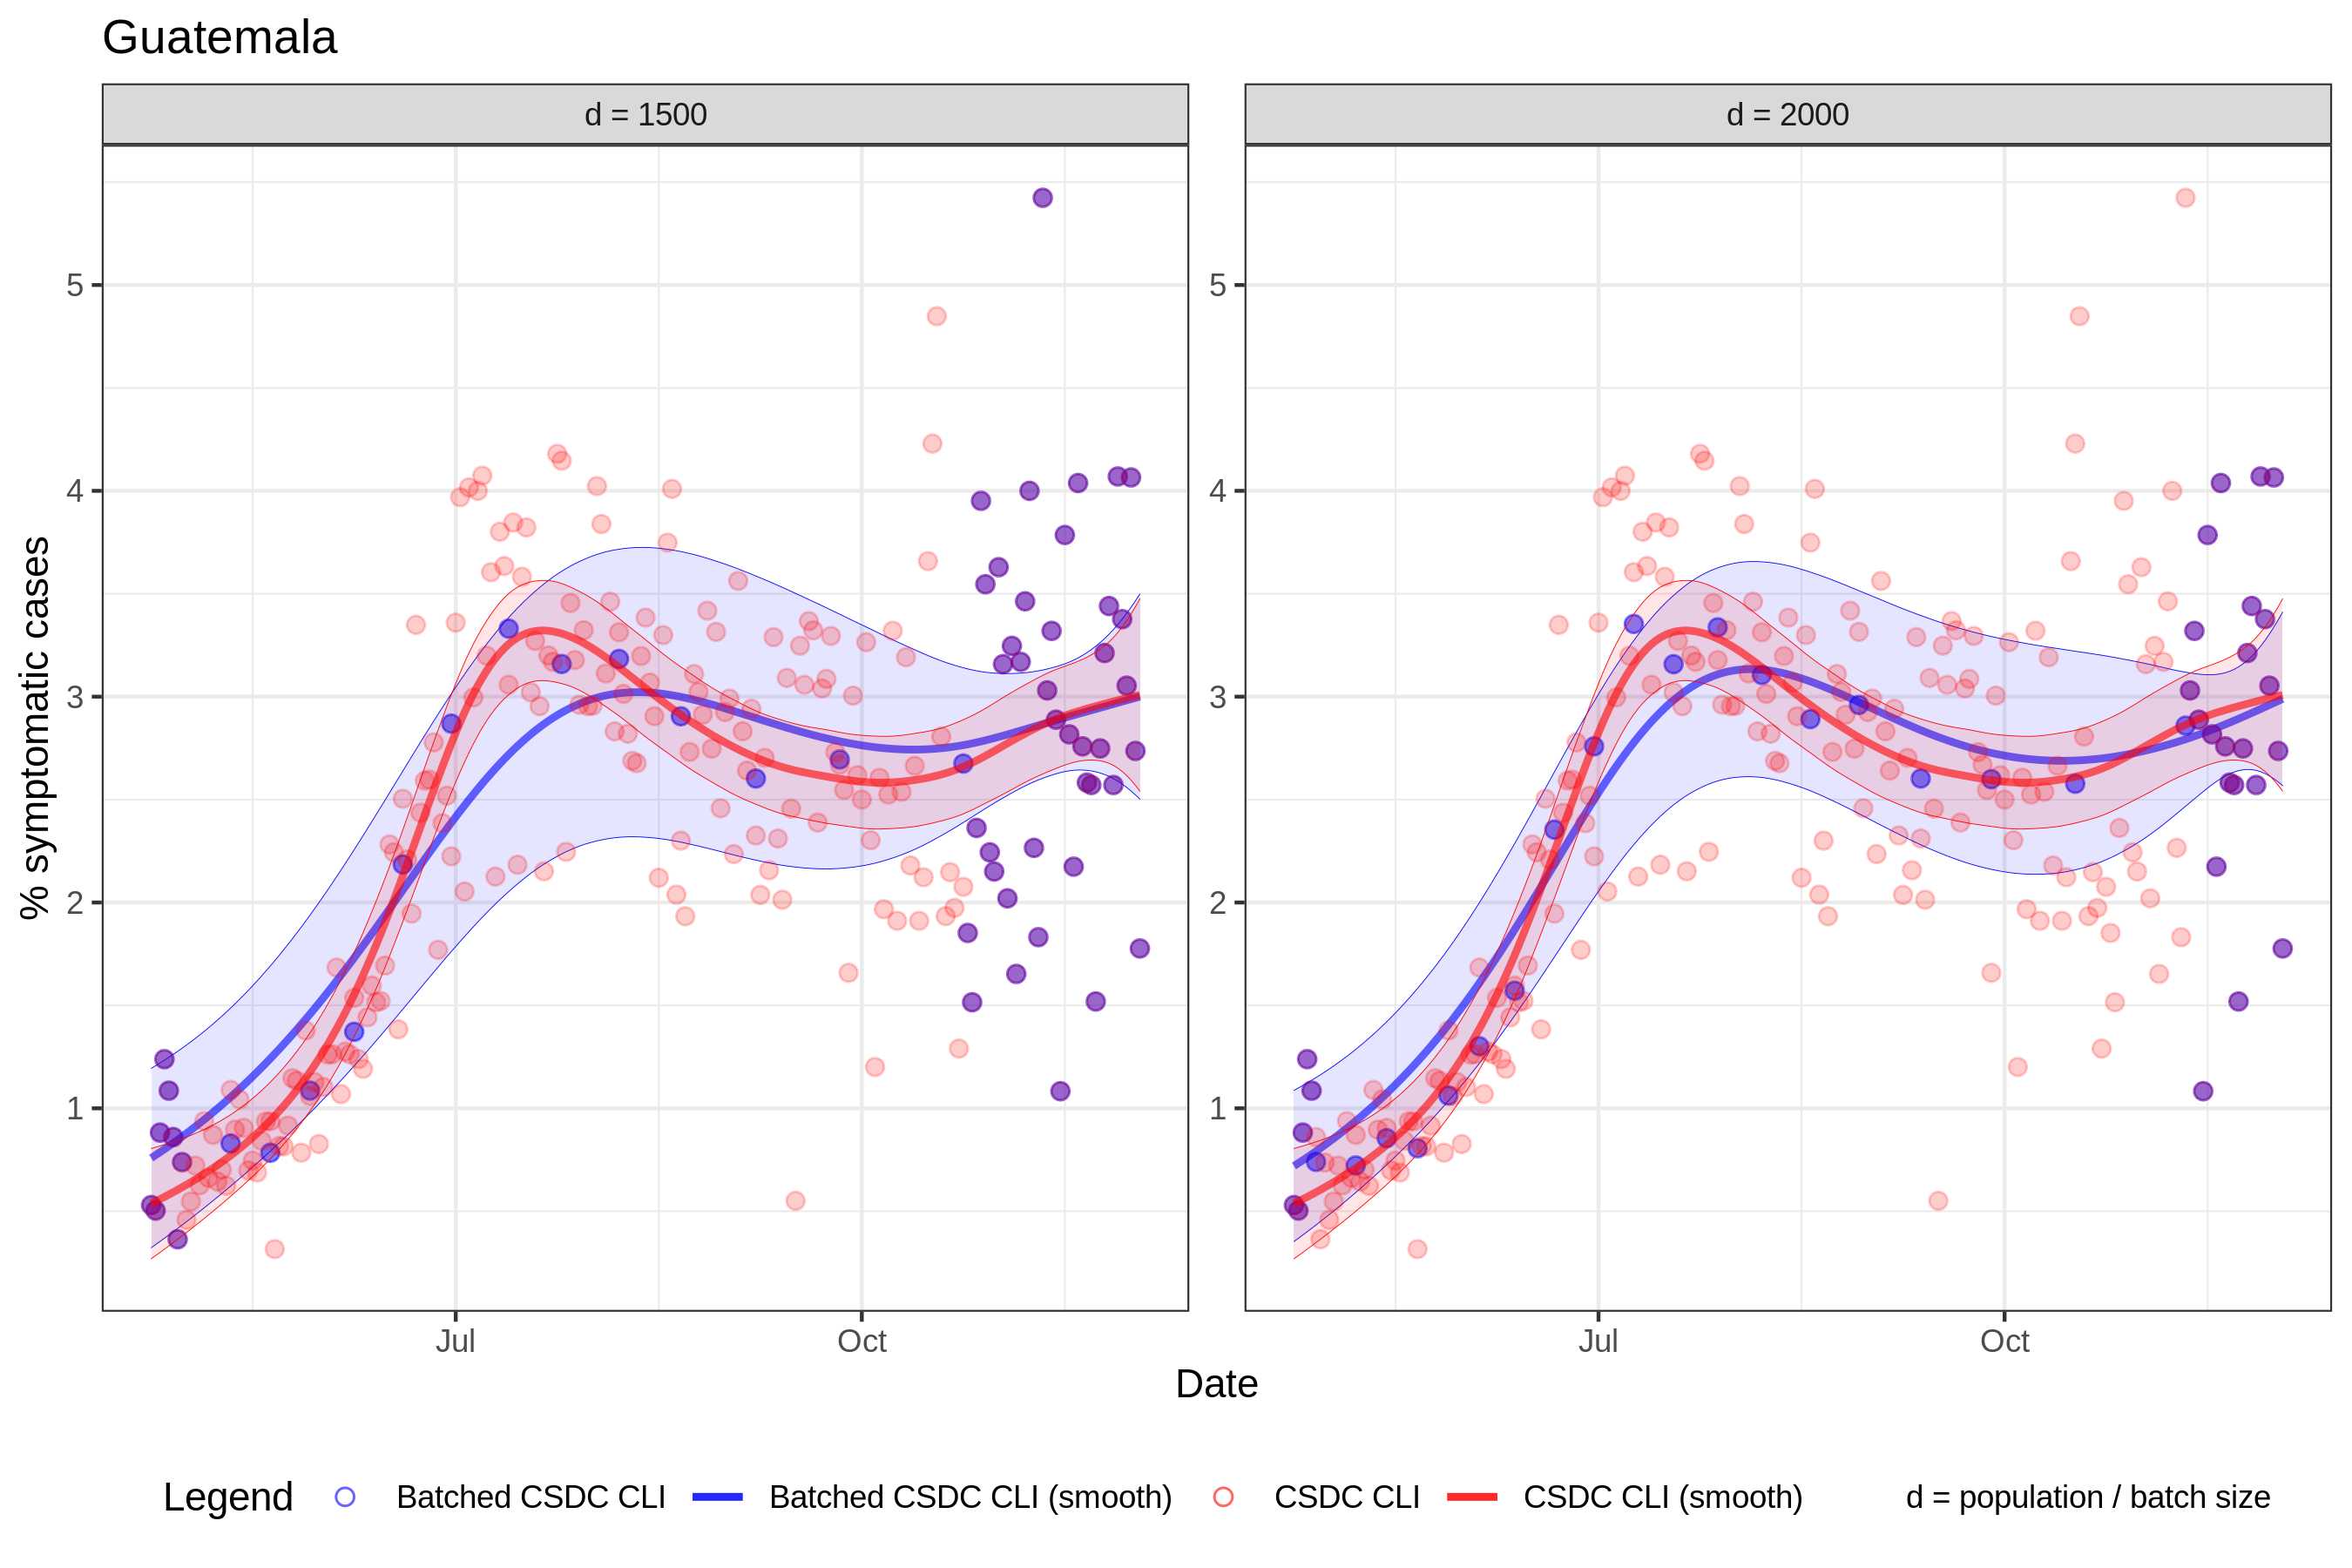 Guatemala
d = 1500
d = 2000
% symptomatic cases
5
4
3
2
1
5
4
3
2
1
Jul
Oct
Jul
Oct
Date
Legend
Batched CSDC CLI
Batched CSDC CLI (smooth)
CSDC CLI
CSDC CLI (smooth)
d = population / batch size